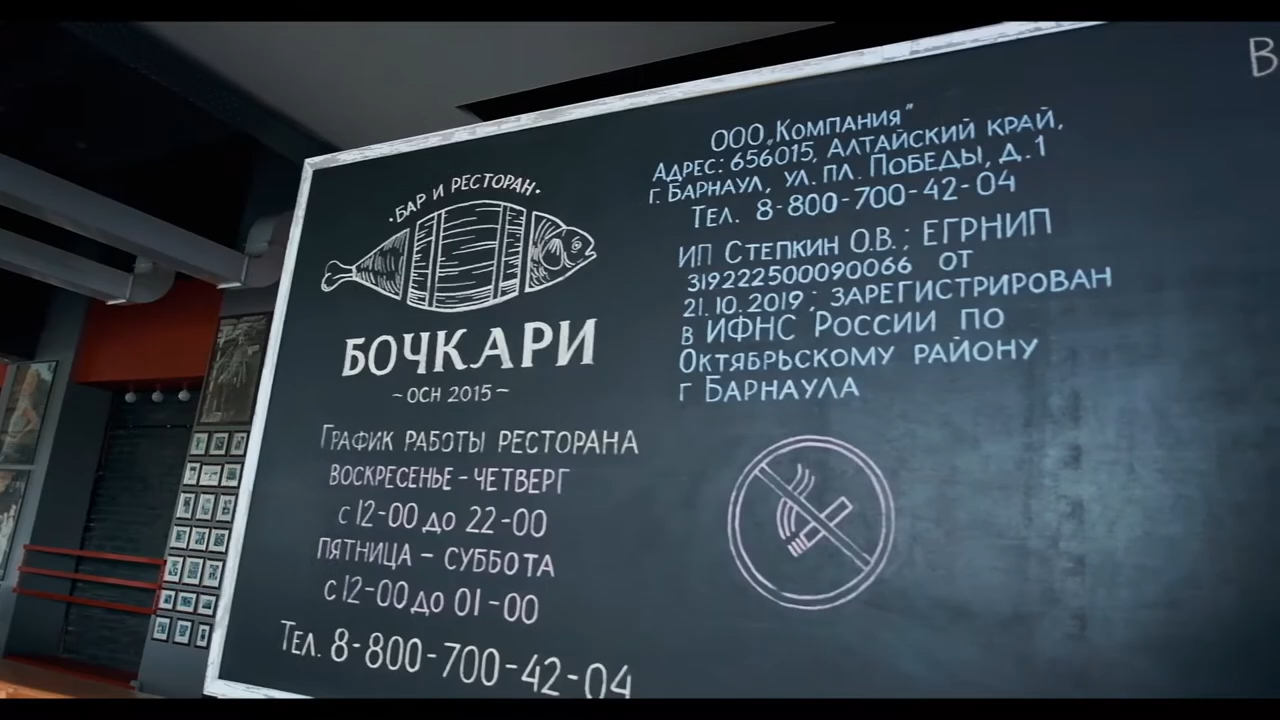 ·БАР И РЕСТОРАН·
БОЧКАРИ
~ОСН 2015~
ГРАФИК РАБОТЫ РЕСТОРАНА
ВОСКРЕСЕНЬЕ - ЧЕТВЕРГ
с 12-00 до 22-00
ПЯТНИЦА - СУББОТА
с 12-00 до 01-00
Тел. 8-800-700-42-04
ООО „Компания"
Адрес: 656015, Алтайский край,
г. Барнаул, ул. пл. Победы, д. 1
Тел. 8-800-700-42-04
ИП Степкин О.В.; ЕГРНИП
319222500090066 от
21.10.2019; зарегистрирован
в ИФНС России по
Октябрьскому району
г Барнаула
В